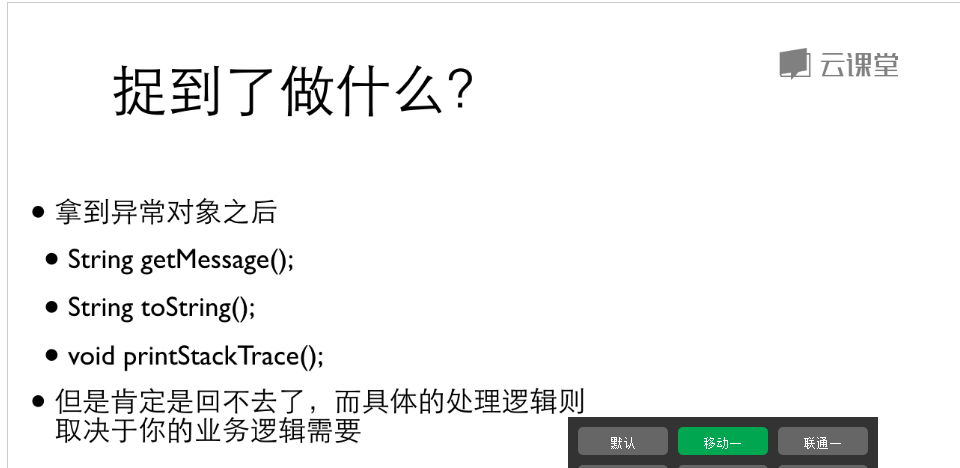 捉到了做什么?
云课堂
拿到异常对象之后
String getMessage();
String toString();
void printStackTrace();
但是肯定是回不去了，而具体的处理逻辑则
取决于你的业务逻辑需要
默认
移动一
联通一